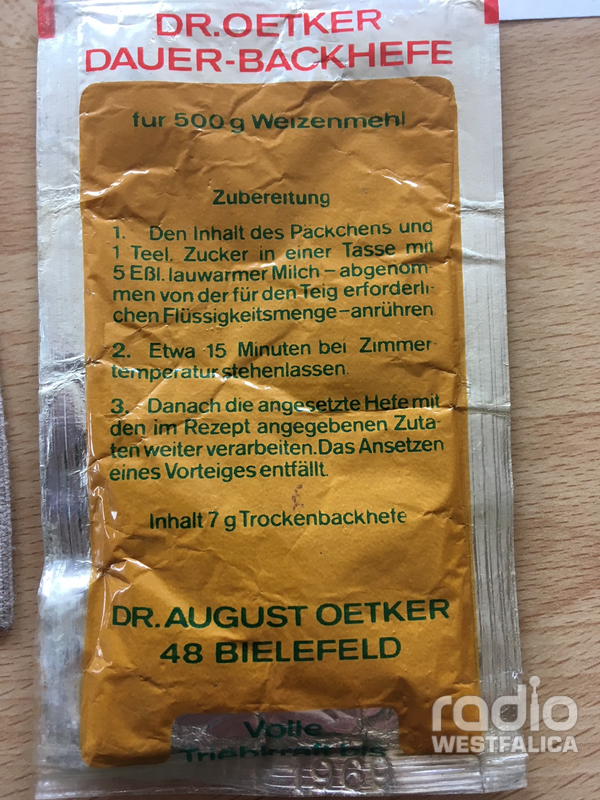 DR.OETKER
DAUER-BACKHEFE
für 500 g Weizenmehl
Zubereitung
1. Den Inhalt des Päckchens und
1 Teel. Zucker in einer Tasse mit
5 Eßl. lauwarmer Milch – abgenom-
men von der für den Teig erforderli-
chen Flüssigkeitsmenge – anrühren
2. Etwa 15 Minuten bei Zimmer-
temperatur stehenlassen.
3. Danach die angesetzte Hefe mit
den im Rezept angegebenen Zuta-
ten weiter verarbeiten. Das Ansetzen
eines Vorteiges entfällt.
Inhalt 7 g Trockenbackhefe
DR. AUGUST OETKER
48 BIELEFELD
Volle
Triebkraft bis
1969
radio
WESTFALICA